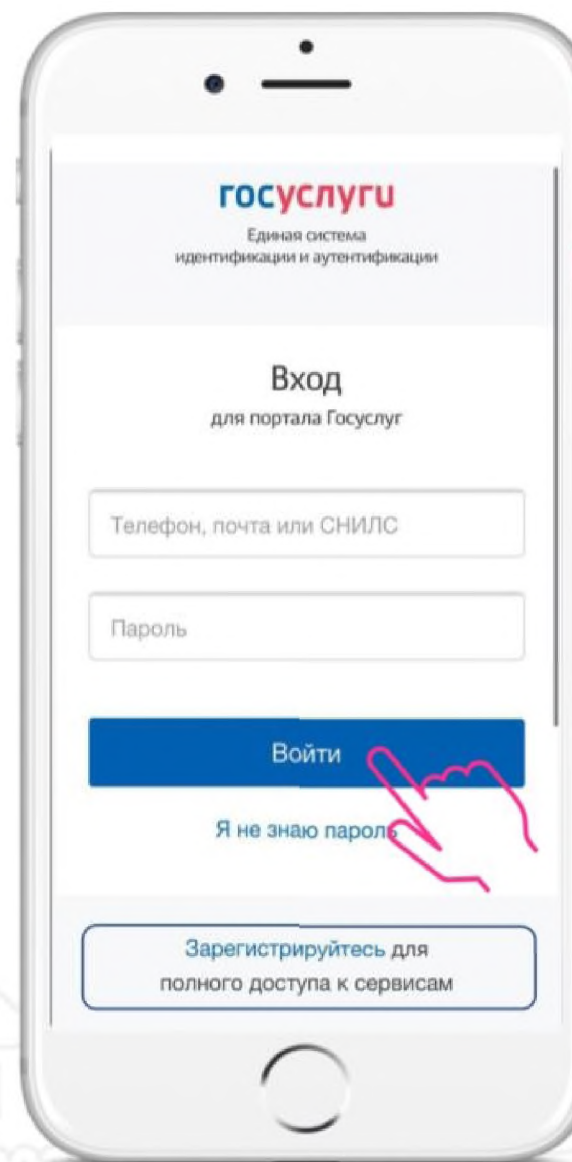 госуслуги
Единая система
идентификации и аутентификации
Вход
для портала Госуслуг
Телефон, почта или СНИЛС
Пароль
Войти
Я не знаю пароль
Зарегистрируйтесь для
полного доступа к сервисам